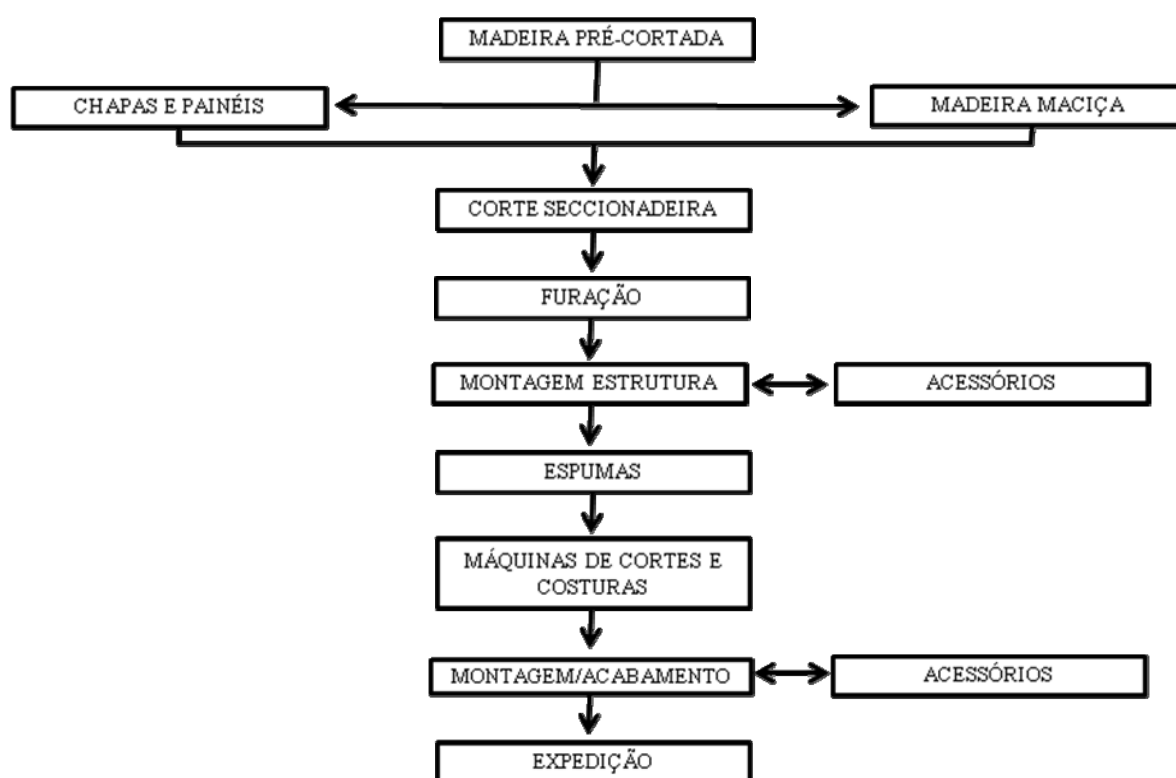 MADEIRA PRÉ-CORTADA
CHAPAS E PAINÉIS
MADEIRA MACIÇA
CORTE SECCIONADEIRA
FURAÇÃO
MONTAGEM ESTRUTURA
ACESSÓRIOS
ESPUMAS
MÁQUINAS DE CORTES E
COSTURAS
MONTAGEM/ACABAMENTO
ACESSÓRIOS
EXPEDIÇÃO